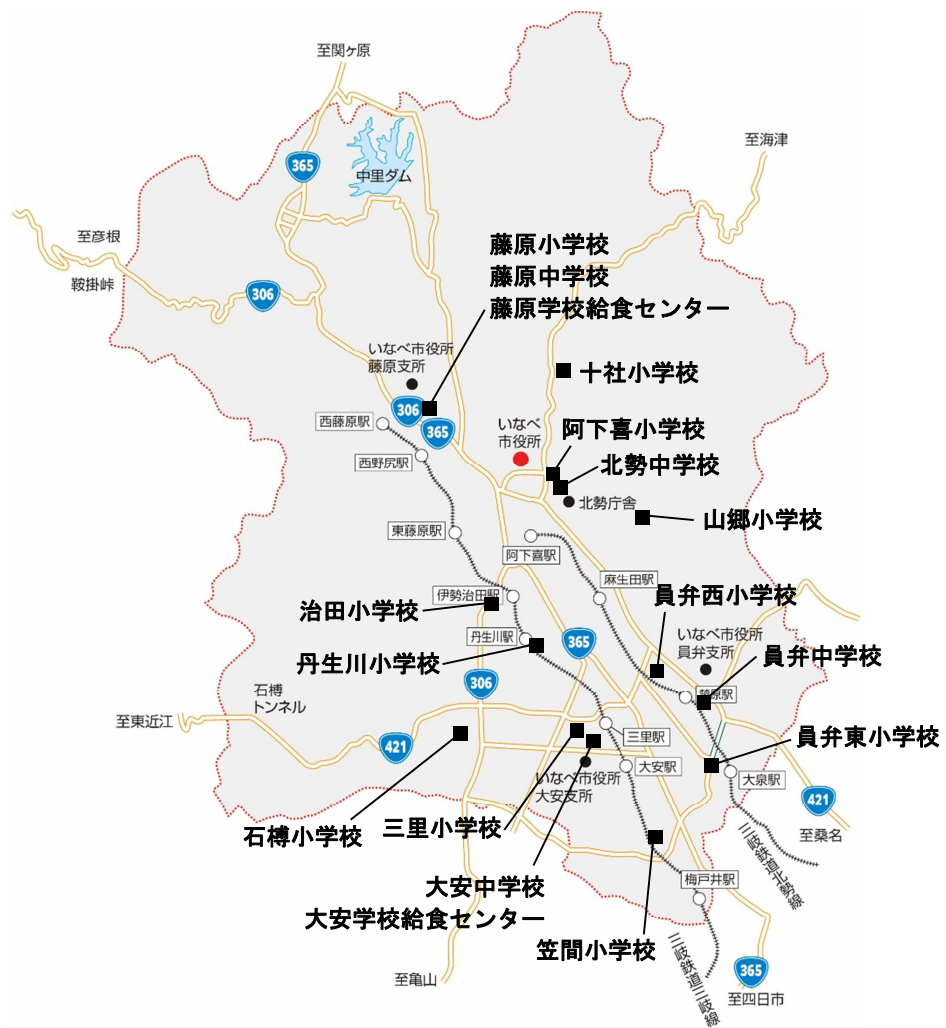 至関ヶ原
365
中里ダム
至海津
至彦根
鞍掛峠
306
藤原小学校
藤原中学校
藤原学校給食センター
いなべ市役所
藤原支所
十社小学校
306
365
西藤原駅
いなべ
市役所
阿下喜小学校
西野尻駅
北勢中学校
北勢庁舎
山郷小学校
東藤原駅
阿下喜駅
麻生田駅
伊勢治田駅
員弁西小学校
治田小学校
丹生川駅
365
いなべ市役所
員弁支所
丹生川小学校
員弁中学校
306
石榑
トンネル
至東近江
421
三里駅
員弁東小学校
大安駅
大泉駅
いなべ市役所
大安支所
421
至桑名
石榑小学校
三里小学校
三岐鉄道北勢線
大安中学校
大安学校給食センター
梅戸井駅
笠間小学校
三岐鉄道三岐線
至亀山
365
至四日市